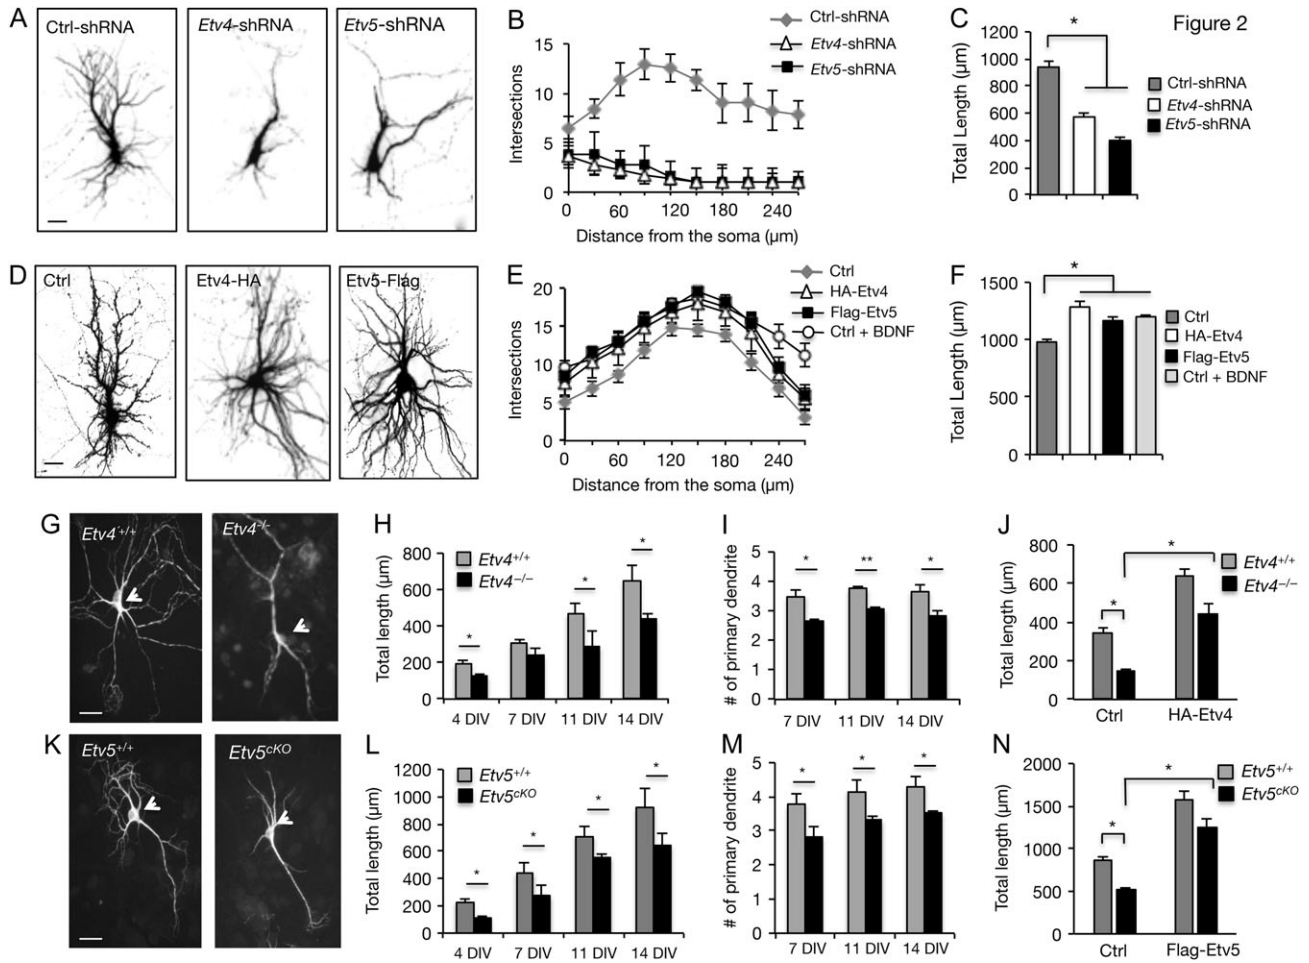 Figure 2
A
Ctrl-shRNA
Etv4-shRNA
Etv5-shRNA
B
Ctrl-shRNA
Etv4-shRNA
Etv5-shRNA
Intersections
15
10
5
0
0 60 120 180 240
Distance from the soma (µm)
C
*
Total Length (µm)
1200
1000
800
600
400
200
0
Ctrl-shRNA
Etv4-shRNA
Etv5-shRNA
D
Ctrl
Etv4-HA
Etv5-Flag
E
Ctrl
HA-Etv4
Flag-Etv5
Ctrl + BDNF
Intersections
20
15
10
5
0
0 60 120 180 240
Distance from the soma (µm)
F
*
Total Length (µm)
1500
1000
500
0
Ctrl
HA-Etv4
Flag-Etv5
Ctrl + BDNF
G
Etv4+/+
Etv4−/−
H
Etv4+/+
Etv4−/−
Total length (µm)
800
600
400
200
0
* * *
4 DIV 7 DIV 11 DIV 14 DIV
I
# of primary dendrite
5
4
3
2
1
0
* ** *
7 DIV 11 DIV 14 DIV
J
Etv4+/+
Etv4−/−
Total length (µm)
800
600
400
200
0
* *
Ctrl HA-Etv4
K
Etv5+/+
Etv5cKO
L
Etv5+/+
Etv5cKO
Total length (µm)
1200
1000
800
600
400
200
0
* * * *
4 DIV 7 DIV 11 DIV 14 DIV
M
# of primary dendrite
5
4
3
2
1
0
* * *
7 DIV 11 DIV 14 DIV
N
Etv5+/+
Etv5cKO
Total length (µm)
2000
1500
1000
500
0
* *
Ctrl Flag-Etv5